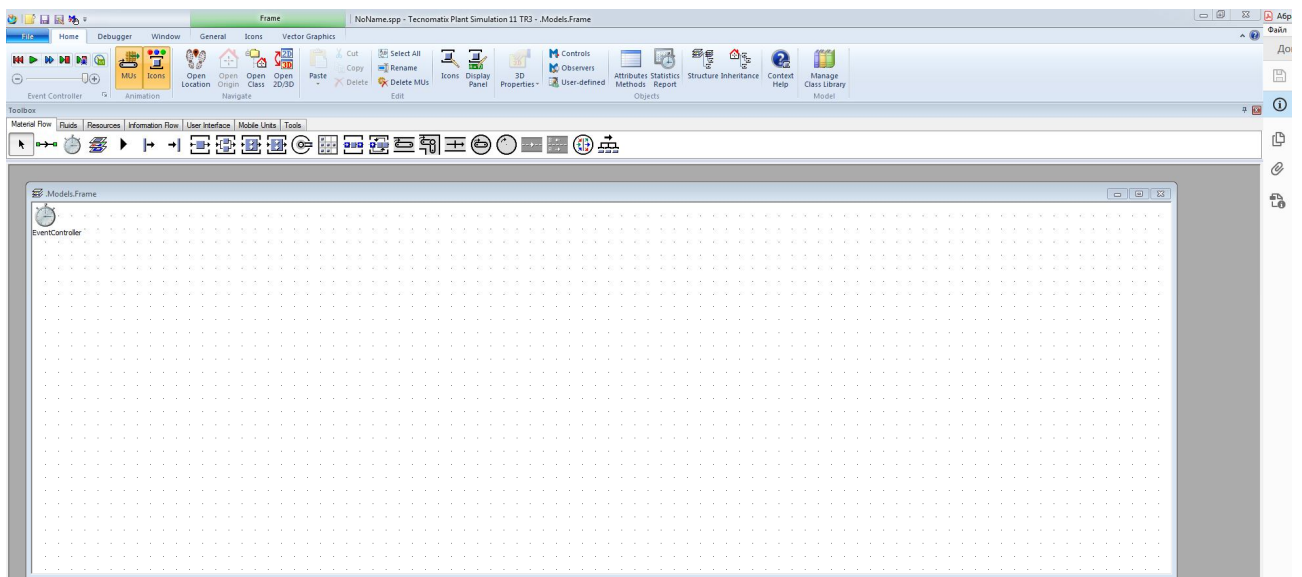 Frame
NoName.spp - Tecnomatix Plant Simulation 11 TR3 - .Models.Frame
File Home Debugger Window General Icons Vector Graphics
Cut Select All Controls
Copy Rename Observers
Delete Delete MUs User-defined
MUs Icons Open Location Open Origin Open Class Open 2D/3D Paste Icons Display Panel 3D Properties Attributes Methods Statistics Report Structure Inheritance Context Help Manage Class Library
Event Controller Animation Navigate Edit Objects Model
Toolbox
Material Flow Fluids Resources Information Flow User Interface Mobile Units Tools
.Models.Frame
EventController
Абр
Файл
До